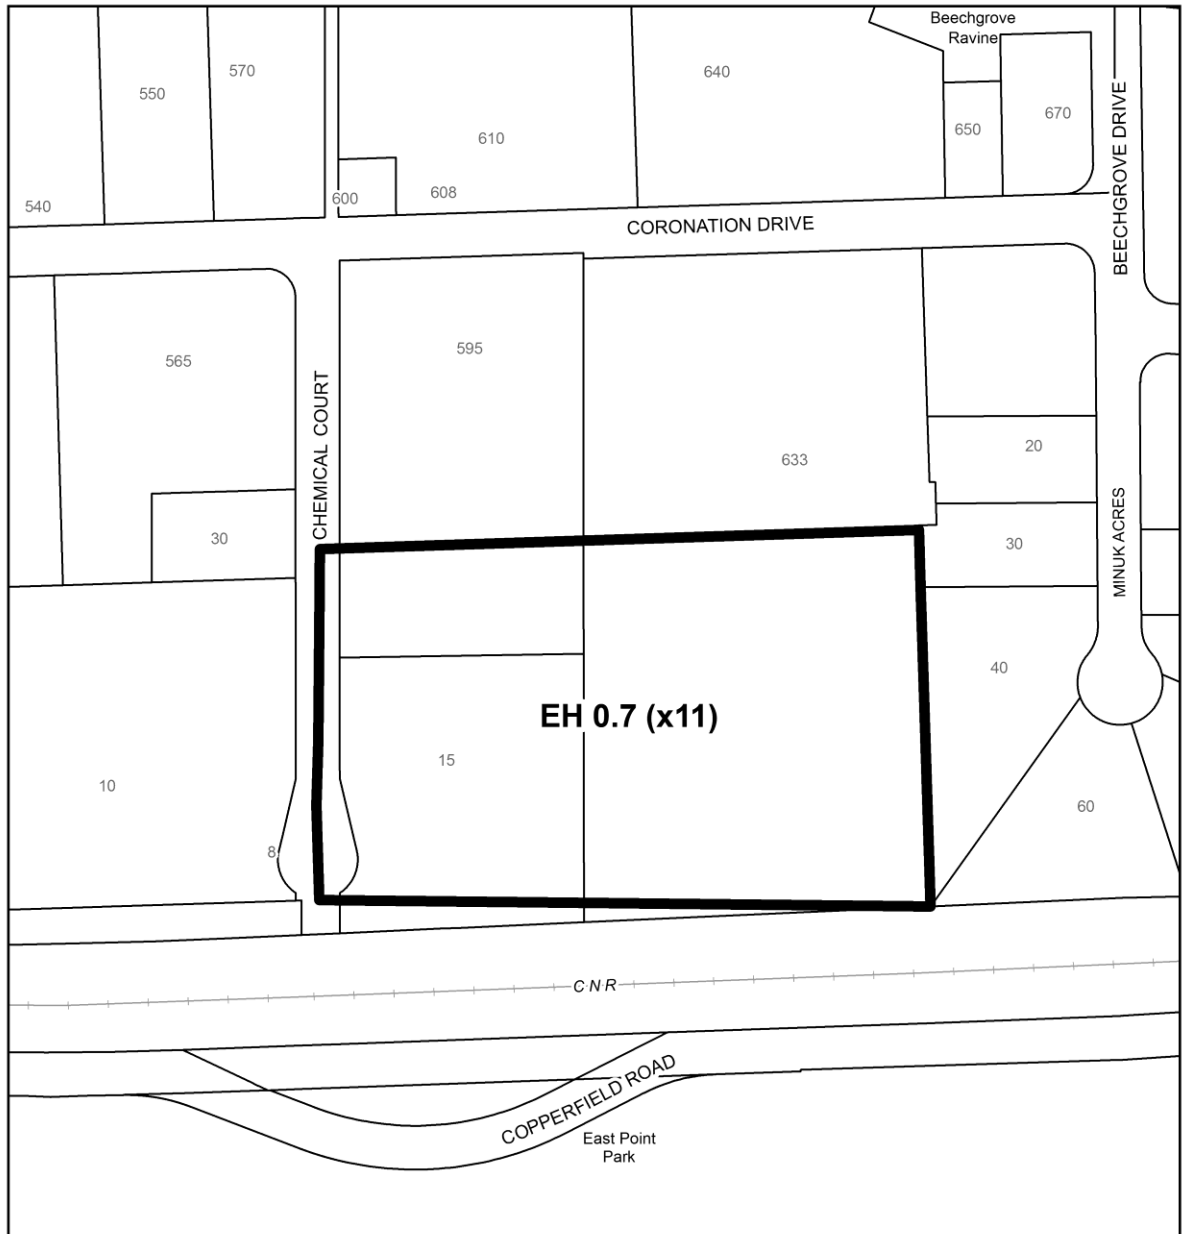 Beechgrove
Ravine
570
640
550
670
650
610
BEECHGROVE DRIVE
600
608
540
CORONATION DRIVE
595
565
CHEMICAL COURT
20
633
30
30
MINUK ACRES
40
EH 0.7 (x11)
15
10
60
8
CNR
COPPERFIELD ROAD
East Point
Park